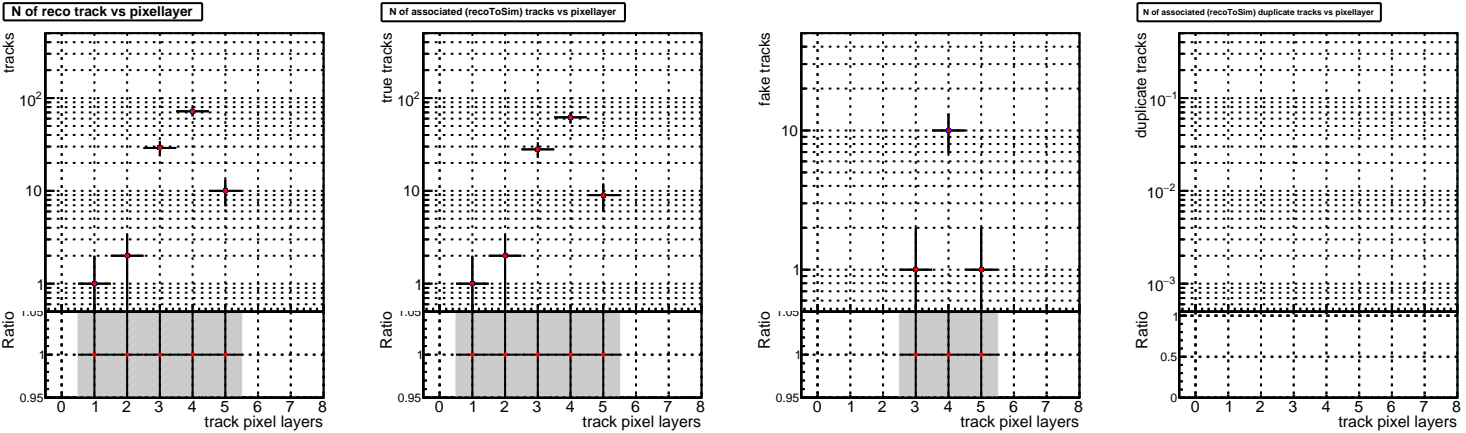 N of reco track vs pixellayer
tracks
10²
10
1
Ratio
1.05
1
0.95
0 1 2 3 4 5 6 7 8
track pixel layers
N of associated (recoToSim) tracks vs pixellayer
true tracks
10²
10
1
Ratio
1.05
1
0.95
0 1 2 3 4 5 6 7 8
track pixel layers
fake tracks
10
1
Ratio
1.05
1
0.95
0 1 2 3 4 5 6 7 8
track pixel layers
N of associated (recoToSim) duplicate tracks vs pixellayer
duplicate tracks
10⁻¹
10⁻²
10⁻³
Ratio
1
0.5
0
0 1 2 3 4 5 6 7 8
track pixel layers